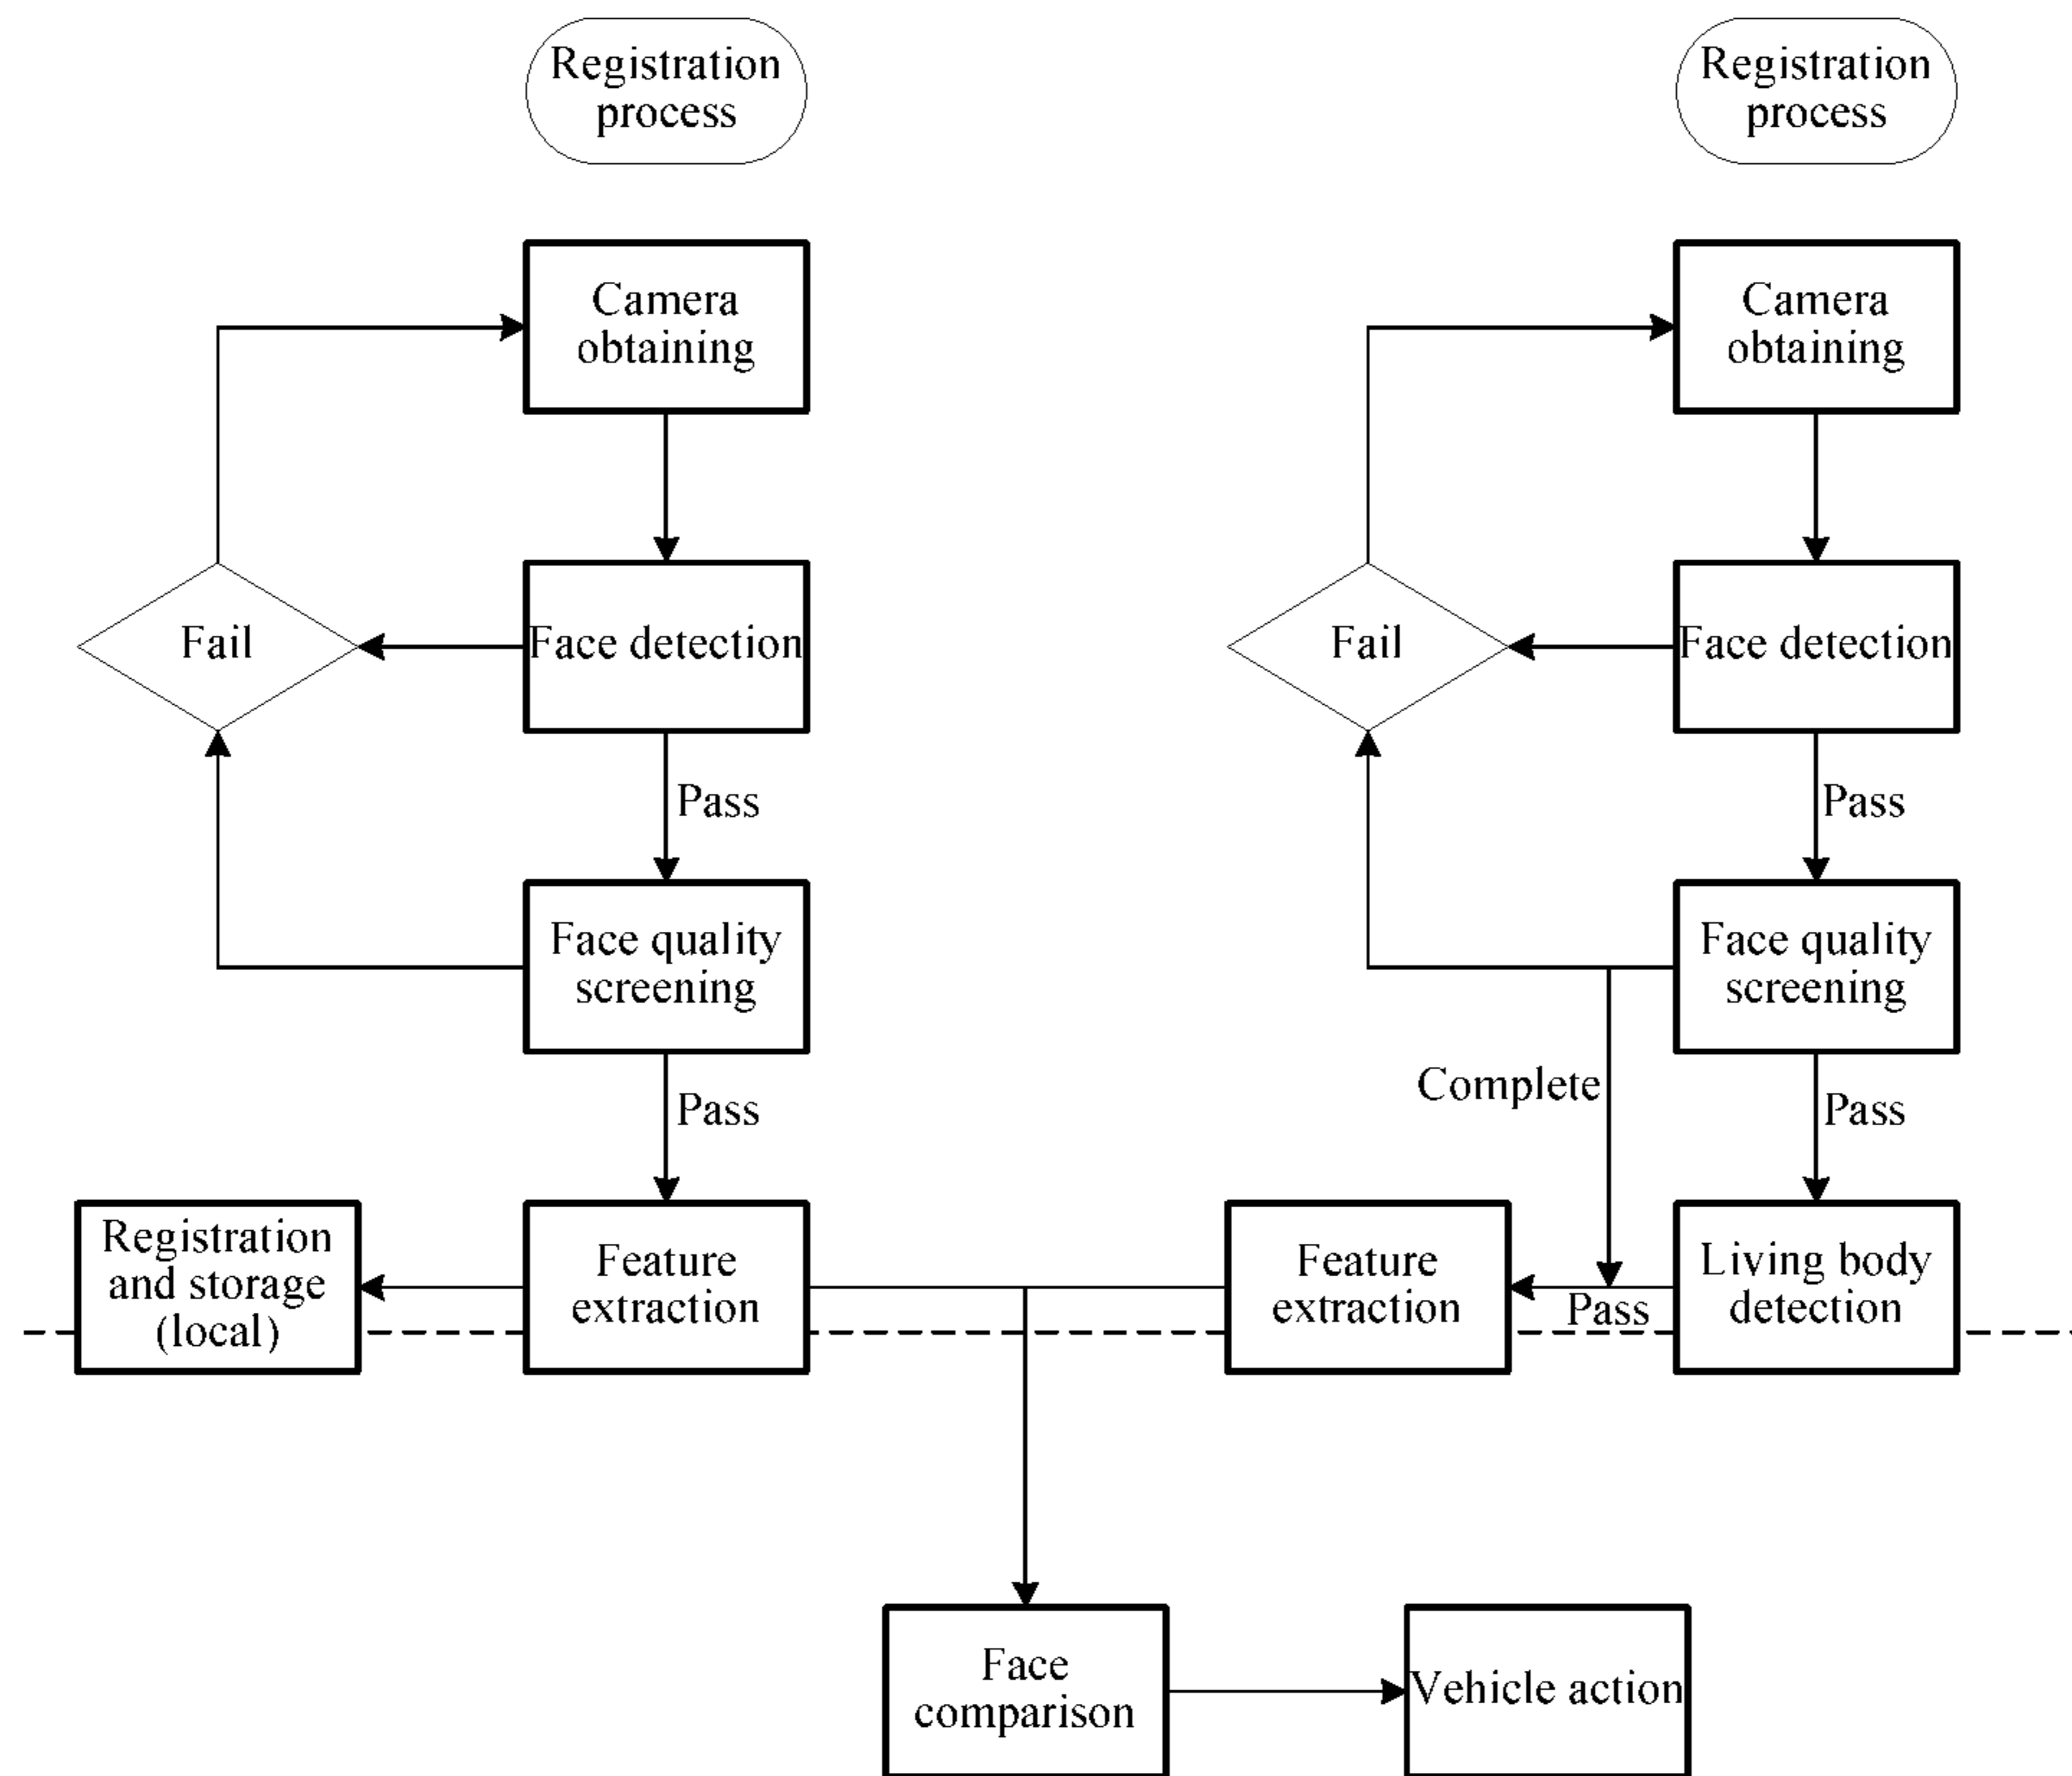 Registration
process
Registration
process
Camera
obtaining
Camera
obtaining
Fail
Face detection
Fail
Face detection
Pass
Pass
Face quality
screening
Face quality
screening
Complete
Pass
Pass
Registration
and storage
(local)
Feature
extraction
Feature
extraction
Pass
Living body
detection
Face
comparison
Vehicle action